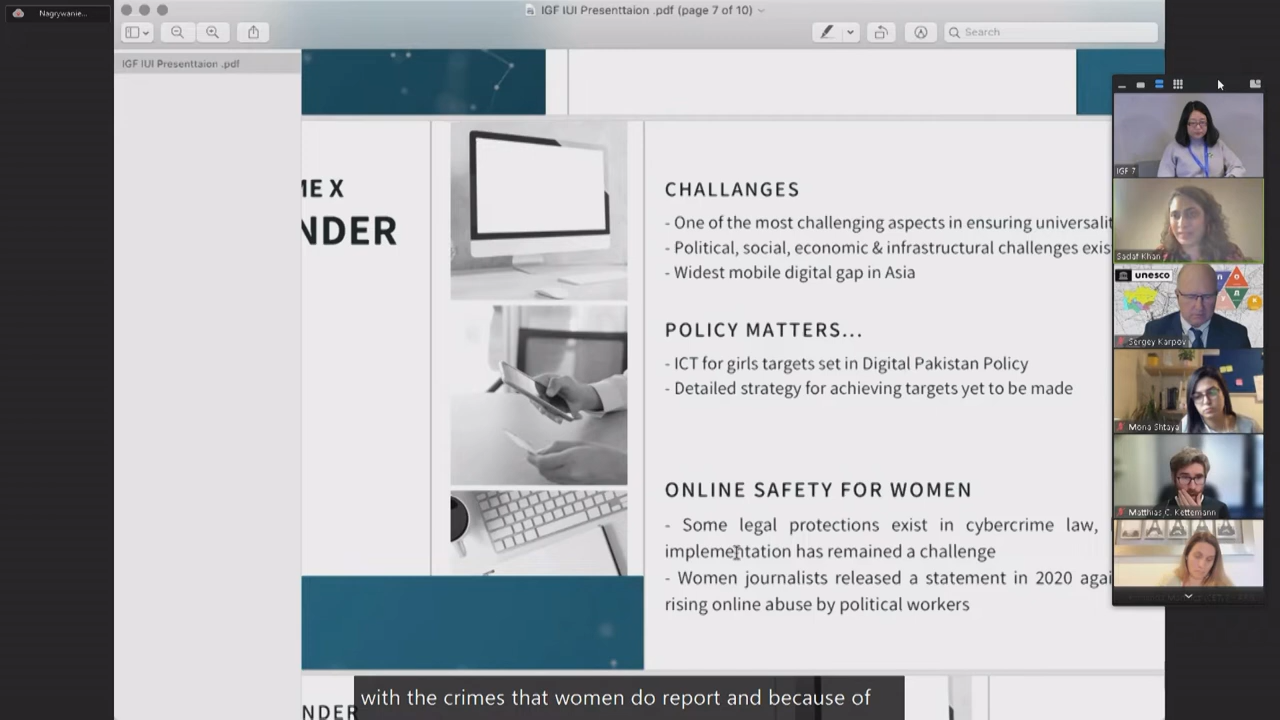 Nagrywanie...
IGF IUI Presenttaion .pdf (page 7 of 10)
Search
IGF IUI Presenttaion .pdf
ME X
NDER
CHALLANGES
- One of the most challenging aspects in ensuring universalit
- Political, social, economic & infrastructural challenges exis
- Widest mobile digital gap in Asia
POLICY MATTERS...
- ICT for girls targets set in Digital Pakistan Policy
- Detailed strategy for achieving targets yet to be made
ONLINE SAFETY FOR WOMEN
- Some legal protections exist in cybercrime law,
implementation has remained a challenge
- Women journalists released a statement in 2020 agai
rising online abuse by political workers
NDER
with the crimes that women do report and because of
IGF 7
Sadaf Khan
unesco
Sergey Karpov
Mona Shtaya
Matthias C. Kettemann